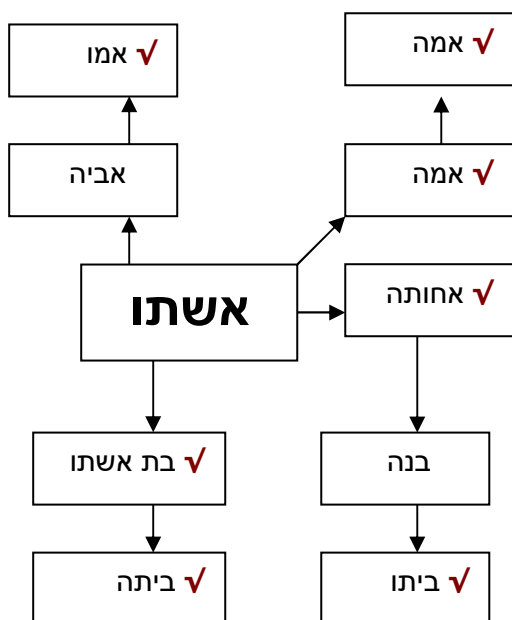 √ אמה
√ אמו
√ אמה
אביה
√ אחותה
אשתו
בנה
√ בת אשתו
√ ביתו
√ ביתה